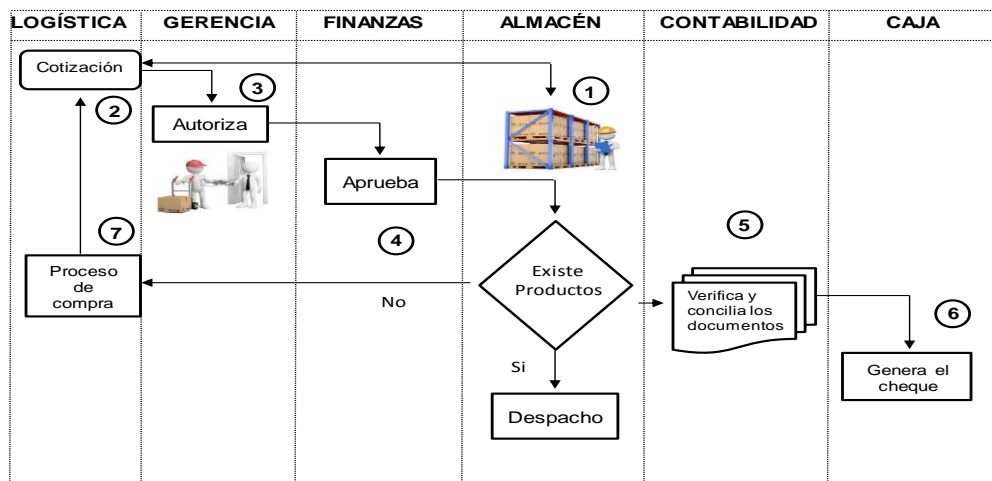 LOGÍSTICA GERENCIA FINANZAS ALMACÉN CONTABILIDAD CAJA
Cotización
1
3
2
Autoriza
Aprueba
7
4
5
Proceso
de
compra
Existe
Productos
No
Verifica y
concilia los
documentos
6
Si
Genera el
cheque
Despacho